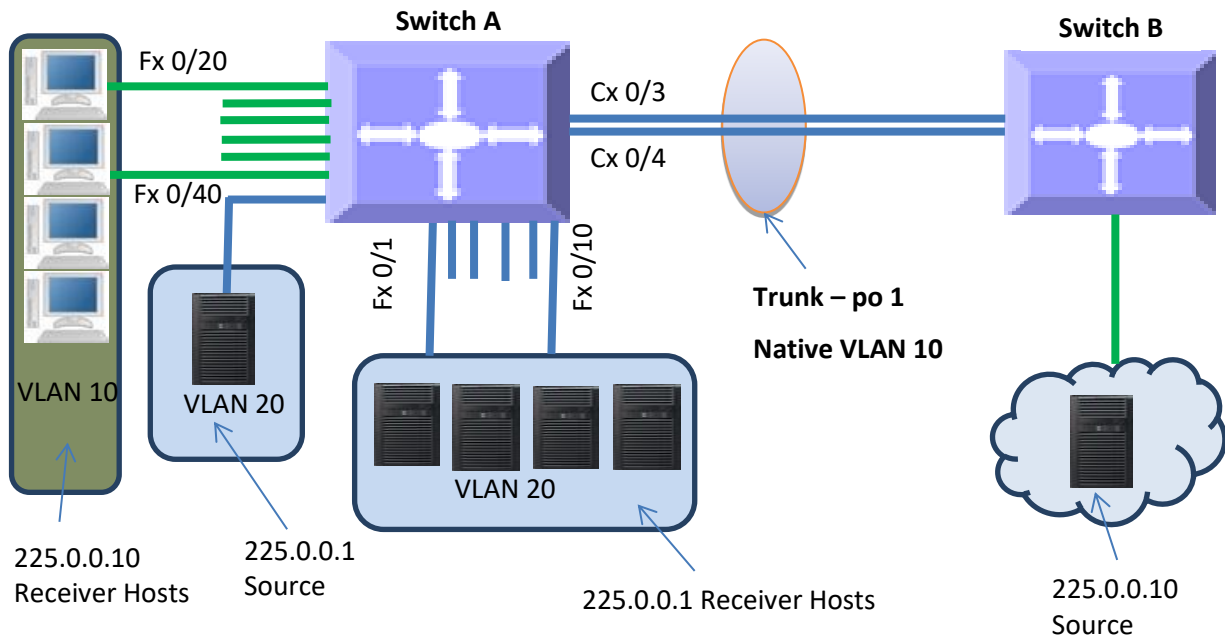 Switch A
Switch B
Fx 0/20
Cx 0/3
Cx 0/4
Fx 0/40
Fx 0/1
Fx 0/10
Trunk – po 1
Native VLAN 10
VLAN 10
VLAN 20
VLAN 20
225.0.0.10
Receiver Hosts
225.0.0.1
Source
225.0.0.1 Receiver Hosts
225.0.0.10
Source